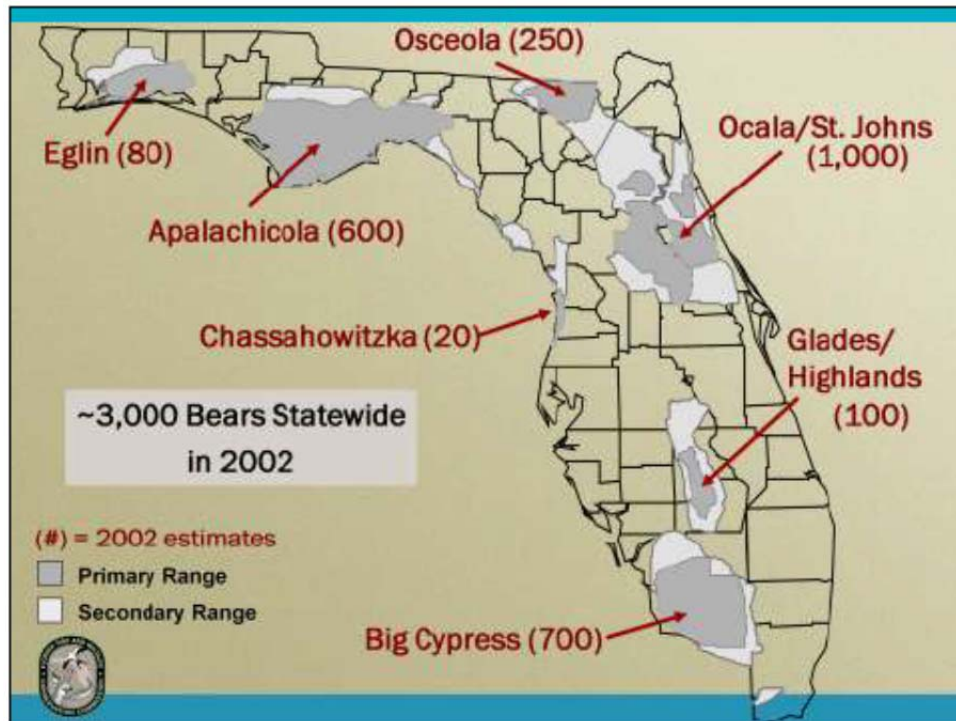 Osceola (250)
Eglin (80)
Ocala/St. Johns
(1,000)
Apalachicola (600)
Chassahowitzka (20)
Glades/
Highlands
(100)
~3,000 Bears Statewide
in 2002
(#) = 2002 estimates
Primary Range
Secondary Range
Big Cypress (700)